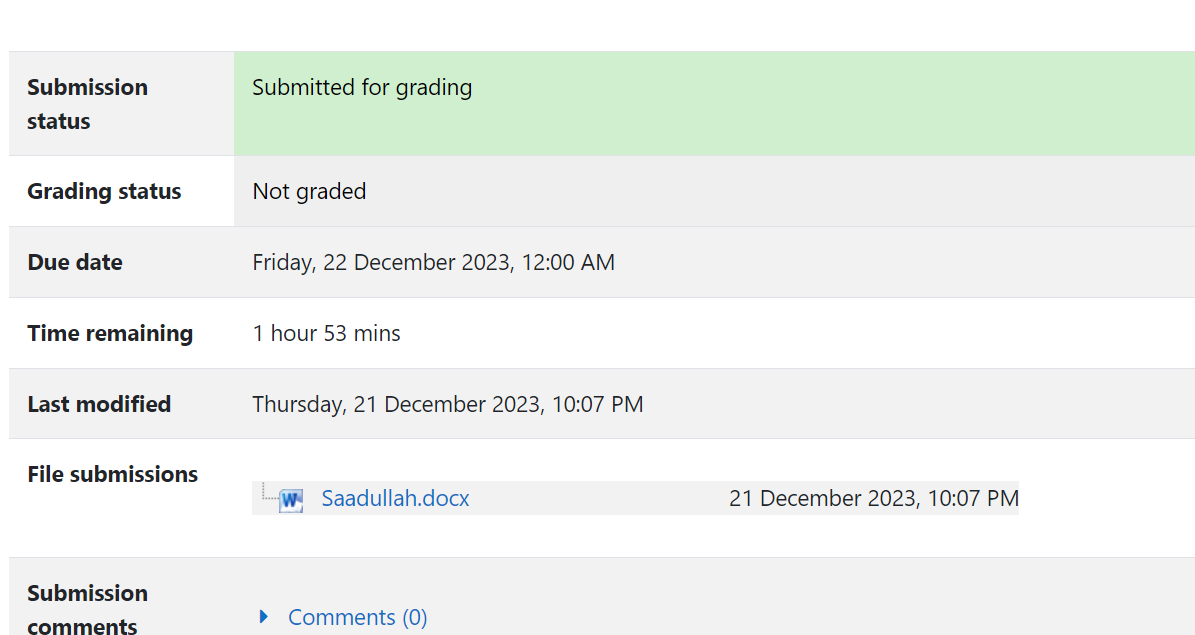 Submission
status
Submitted for grading
Grading status
Not graded
Due date
Friday, 22 December 2023, 12:00 AM
Time remaining
1 hour 53 mins
Last modified
Thursday, 21 December 2023, 10:07 PM
File submissions
Saadullah.docx
21 December 2023, 10:07 PM
Submission
comments
Comments (0)